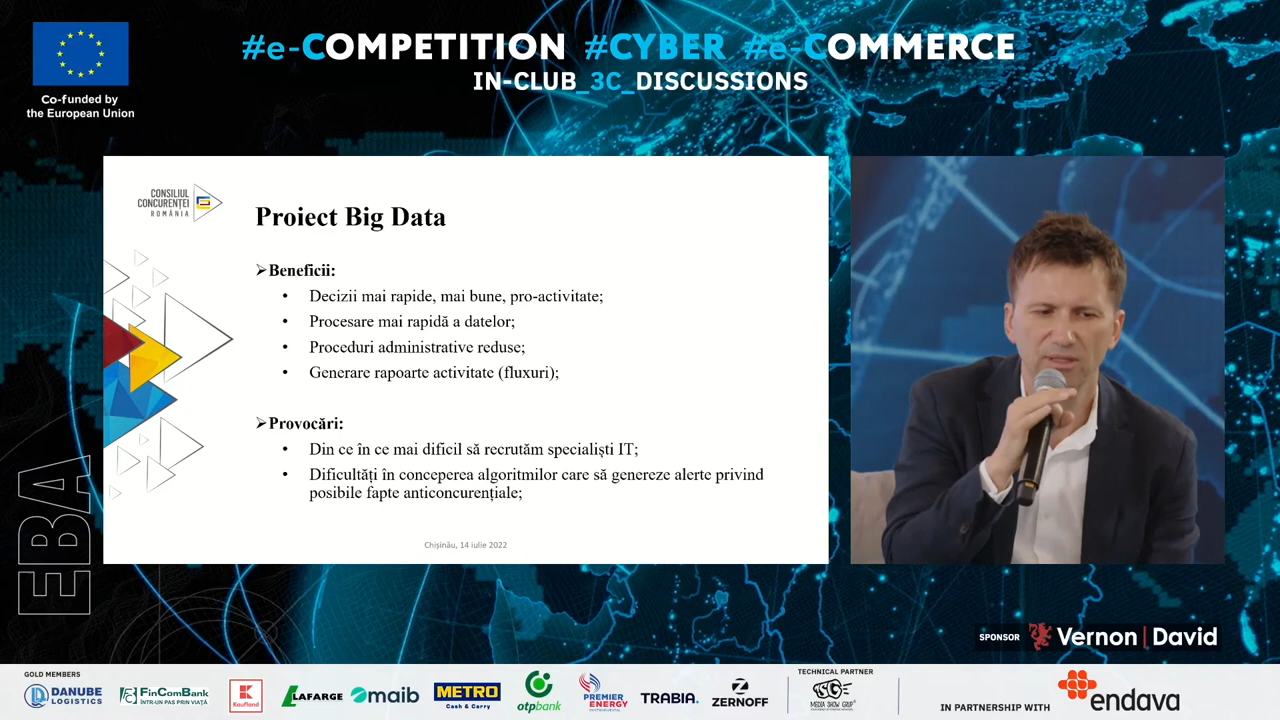 #e-COMPETITION #CYBER #e-COMMERCE
IN-CLUB_3C_DISCUSSIONS
Co-funded by
the European Union
CONSILIUL
CONCURENȚEI
ROMÂNIA
Proiect Big Data
➢Beneficii:
• Decizii mai rapide, mai bune, pro-activitate;
• Procesare mai rapidă a datelor;
• Proceduri administrative reduse;
• Generare rapoarte activitate (fluxuri);
➢Provocări:
• Din ce în ce mai dificil să recrutăm specialiști IT;
• Dificultăți în conceperea algoritmilor care să genereze alerte privind
posibile fapte anticoncurențiale;
Chișinău, 14 iulie 2022
EBA
SPONSOR Vernon | David
GOLD MEMBERS
DANUBE
LOGISTICS
FinComBank
ÎNTR-UN PAS PRIN VIAȚĂ
Kaufland
LAFARGE
maib
METRO
Cash & Carry
otpbank
PREMIER
ENERGY
TRABIA
ZERNOFF
TECHNICAL PARTNER
MEDIA SHOW GRUP
IN PARTNERSHIP WITH
endava